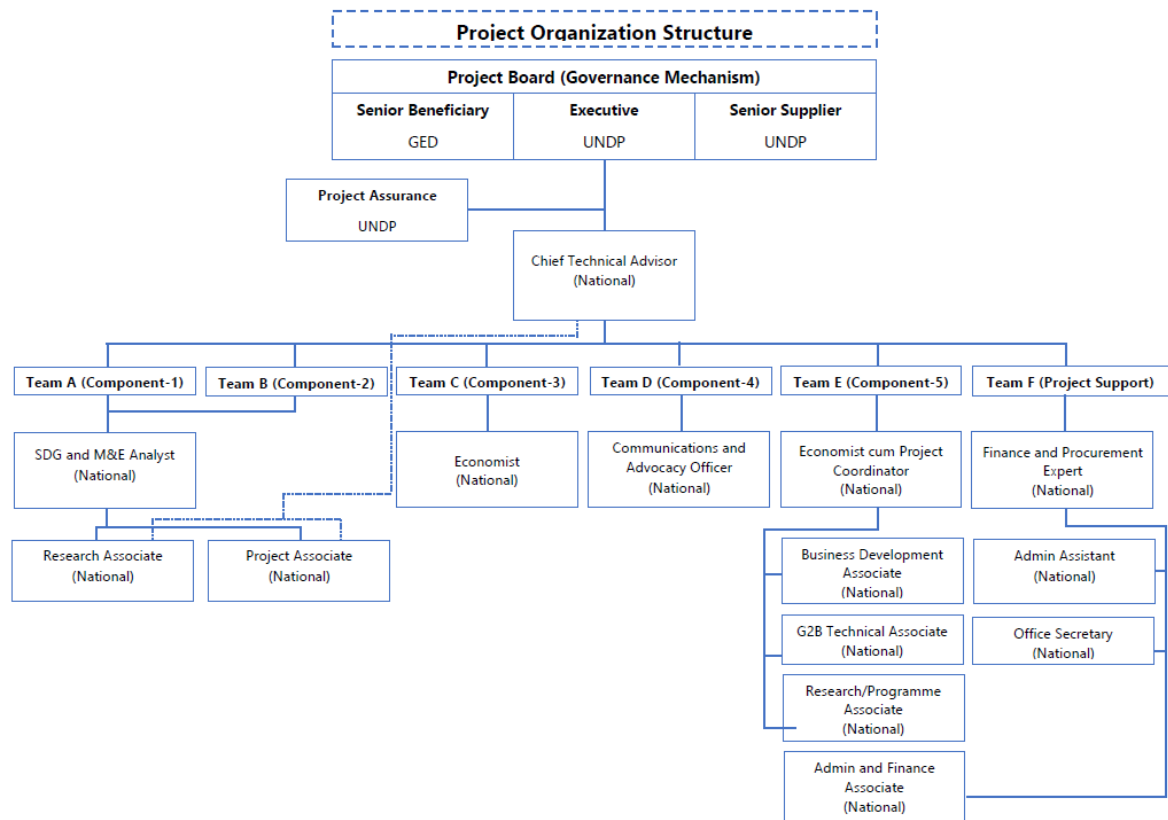 Project Organization Structure
Project Board (Governance Mechanism)
Senior Beneficiary
GED
Executive
UNDP
Senior Supplier
UNDP
Project Assurance
UNDP
Chief Technical Advisor
(National)
Team A (Component-1)
Team B (Component-2)
Team C (Component-3)
Team D (Component-4)
Team E (Component-5)
Team F (Project Support)
SDG and M&E Analyst
(National)
Economist
(National)
Communications and
Advocacy Officer
(National)
Economist cum Project
Coordinator
(National)
Finance and Procurement
Expert
(National)
Research Associate
(National)
Project Associate
(National)
Business Development
Associate
(National)
Admin Assistant
(National)
G2B Technical Associate
(National)
Office Secretary
(National)
Research/Programme
Associate
(National)
Admin and Finance
Associate
(National)